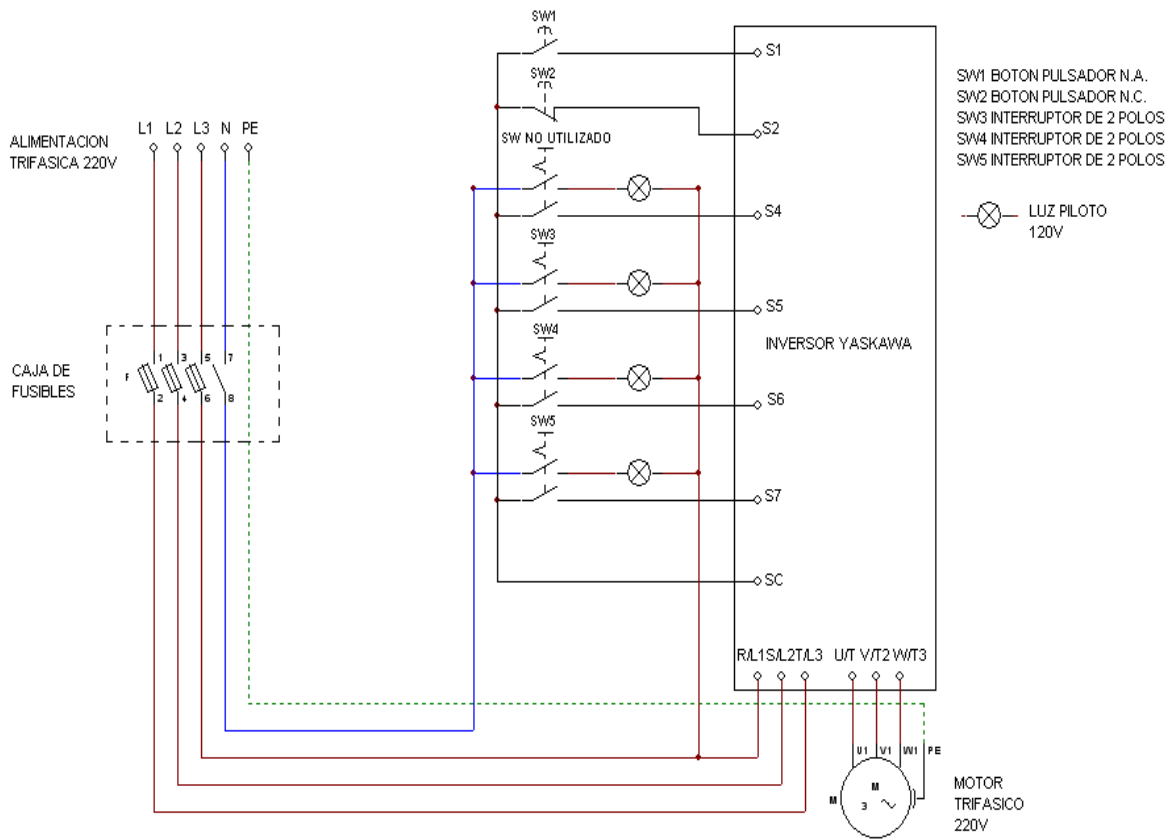 SW1
S1
SW2
S2
SW NO UTILIZADO
S4
SW3
S5
SW4
S6
SW5
S7
SC
INVERSOR YASKAWA
R/L1 S/L2 T/L3 U/T V/T2 W/T3
L1 L2 L3 N PE
ALIMENTACION
TRIFASICA 220V
CAJA DE
FUSIBLES
F
1 3 5 7
2 4 6 8
SW1 BOTON PULSADOR N.A.
SW2 BOTON PULSADOR N.C.
SW3 INTERRUPTOR DE 2 POLOS
SW4 INTERRUPTOR DE 2 POLOS
SW5 INTERRUPTOR DE 2 POLOS
LUZ PILOTO
120V
U1 V1 W1 PE
M
M
3
MOTOR
TRIFASICO
220V